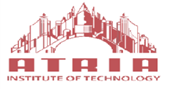 ATRIA
INSTITUTE OF TECHNOLOGY